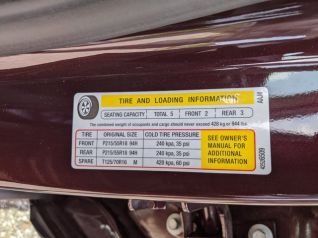 TIRE AND LOADING INFORMATION
SEATING CAPACITY TOTAL 5 FRONT 2 REAR 3
The combined weight of occupants and cargo should never exceed 428 kg or 944 lbs.
TIRE ORIGINAL SIZE COLD TIRE PRESSURE
FRONT P215/55R18 94H 240 kpa, 35 psi
REAR P215/55R18 94H 240 kpa, 35 psi
SPARE T125/70R16 M 420 kpa, 60 psi
SEE OWNER'S
MANUAL FOR
ADDITIONAL
INFORMATION